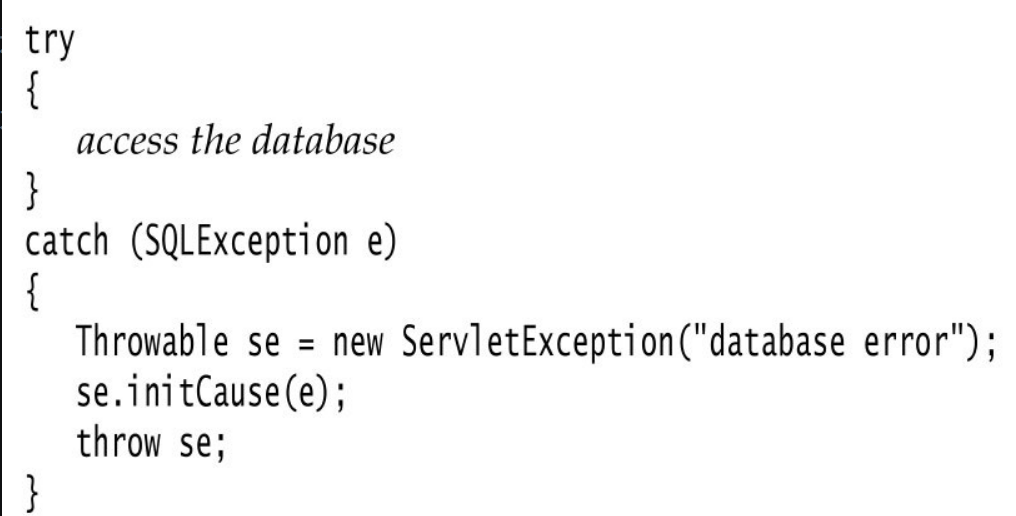 try
{
access the database
}
catch (SQLException e)
{
Throwable se = new ServletException("database error");
se.initCause(e);
throw se;
}